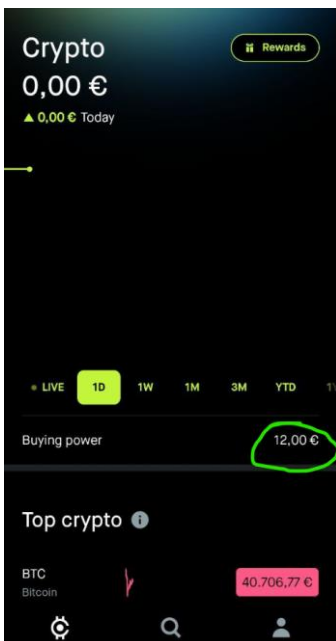 Crypto
Rewards
0,00 €
▲ 0,00 € Today
LIVE 1D 1W 1M 3M YTD
Buying power 12,00 €
Top crypto
BTC
Bitcoin
40.706,77 €